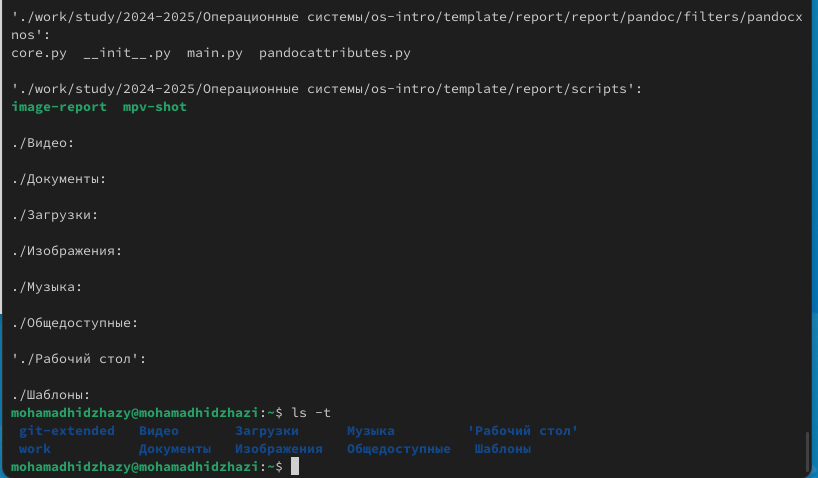 './work/study/2024-2025/Операционные системы/os-intro/template/report/report/pandoc/filters/pandocx
nos':
core.py  __init__.py  main.py  pandocattributes.py
'./work/study/2024-2025/Операционные системы/os-intro/template/report/scripts':
image-report  mpv-shot
./Видео:
./Документы:
./Загрузки:
./Изображения:
./Музыка:
./Общедоступные:
'./Рабочий стол':
./Шаблоны:
mohamadhidzhazy@mohamadhidzhazi:~$ ls -t
git-extended  Видео  Загрузки  Музыка  'Рабочий стол'
work  Документы  Изображения  Общедоступные  Шаблоны
mohamadhidzhazy@mohamadhidzhazi:~$